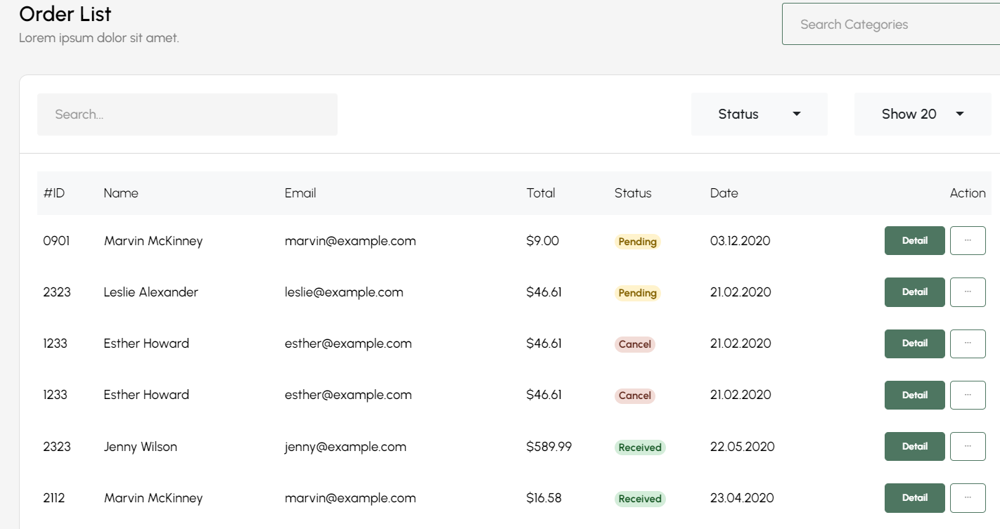 Order List
Lorem ipsum dolor sit amet.
Search Categories
Search...
Status
Show 20
#ID Name Email Total Status Date Action
0901 Marvin McKinney marvin@example.com $9.00 Pending 03.12.2020 Detail ...
2323 Leslie Alexander leslie@example.com $46.61 Pending 21.02.2020 Detail ...
1233 Esther Howard esther@example.com $46.61 Cancel 21.02.2020 Detail ...
1233 Esther Howard esther@example.com $46.61 Cancel 21.02.2020 Detail ...
2323 Jenny Wilson jenny@example.com $589.99 Received 22.05.2020 Detail ...
2112 Marvin McKinney marvin@example.com $16.58 Received 23.04.2020 Detail ...